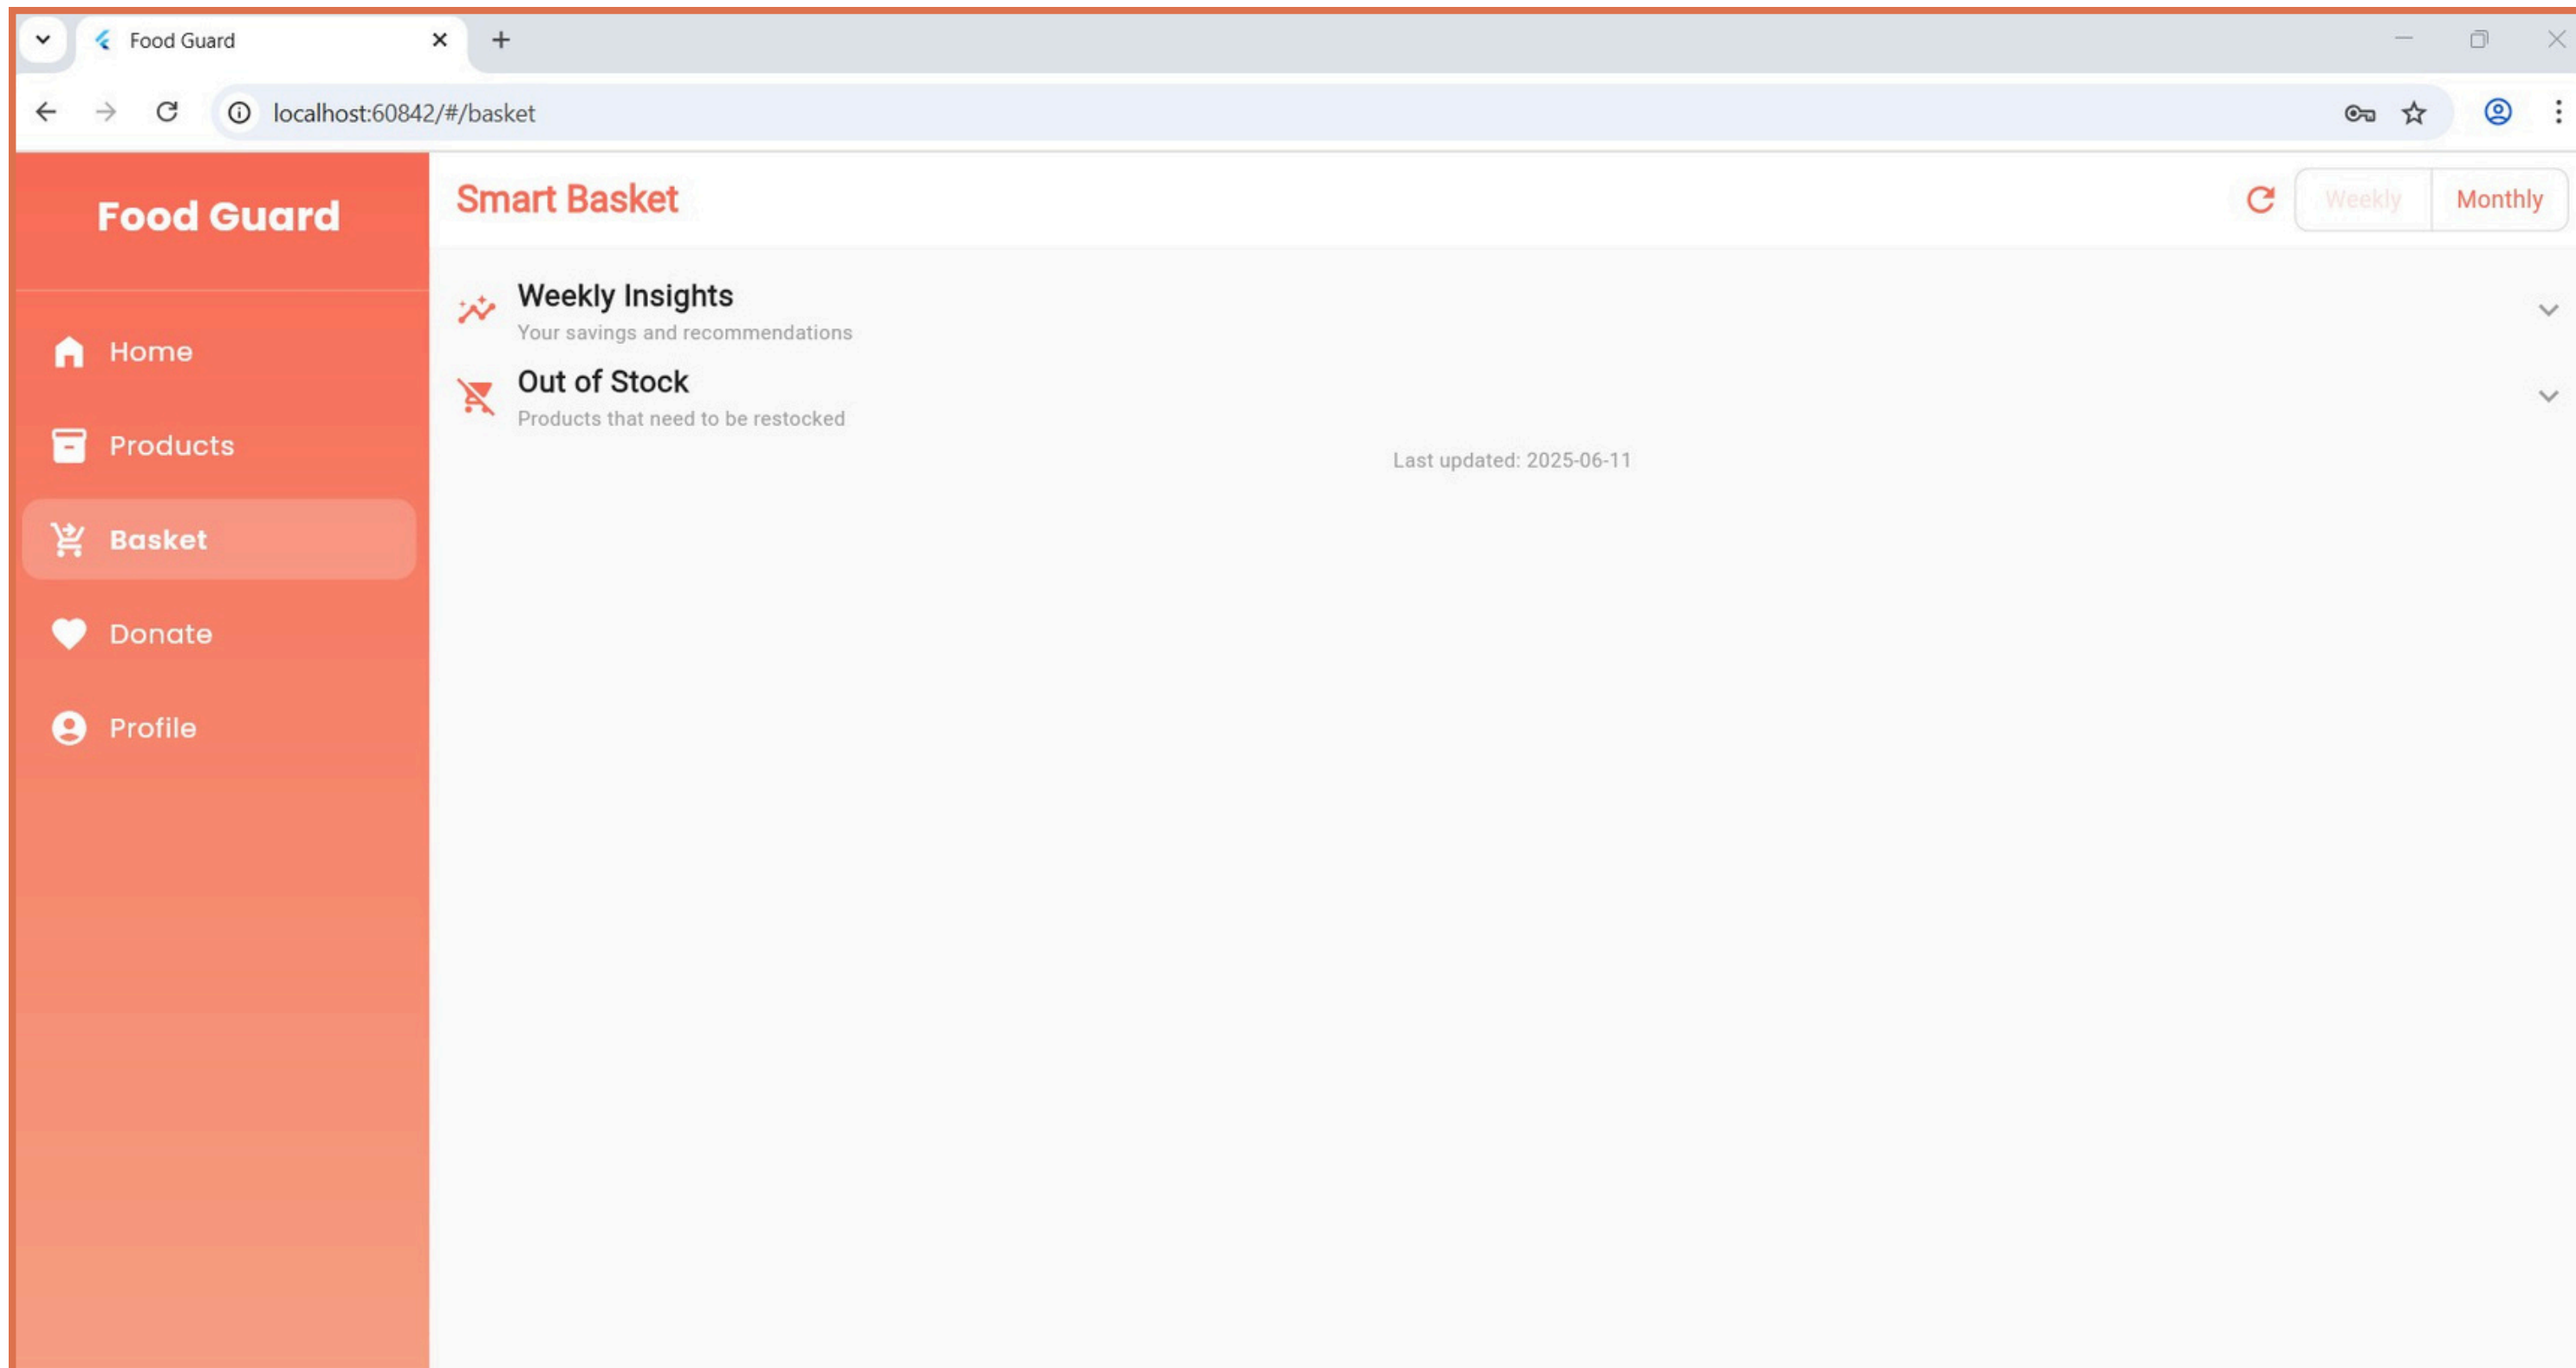 Food Guard
localhost:60842/#/basket
Food Guard
Home
Products
Basket
Donate
Profile
Smart Basket
Weekly
Monthly
Weekly Insights
Your savings and recommendations
Out of Stock
Products that need to be restocked
Last updated: 2025-06-11